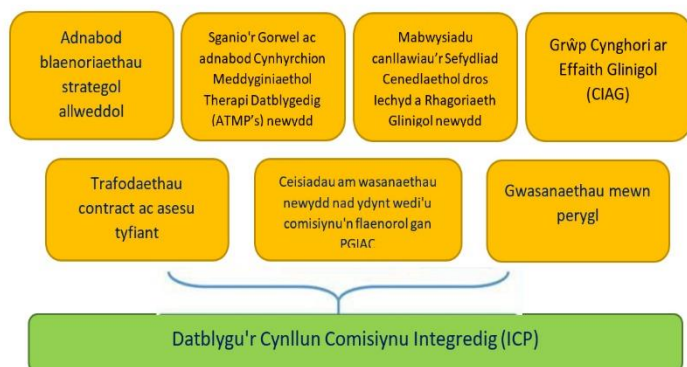 Adnabod
blaenoriaethau
strategol
allweddol
Sganio'r Gorwel ac
adnabod Cynhyrchion
Meddyginiaethol
Therapi Datblygedig
(ATMP's) newydd
Mabwysiadu
canllawiau'r Sefydliad
Cenedlaethol dros
Iechyd a Rhagoriaeth
Glinigol newydd
Grŵp Cynghori ar
Effaith Glinigol
(CIAG)
Trafodaethau
contract ac asesu
tyfiant
Ceisiadau am wasanaethau
newydd nad ydynt wedi'u
comisiynu'n flaenorol gan
PGIAC
Gwasanaethau mewn
perygl
Datblygu'r Cynllun Comisiynu Integredig (ICP)